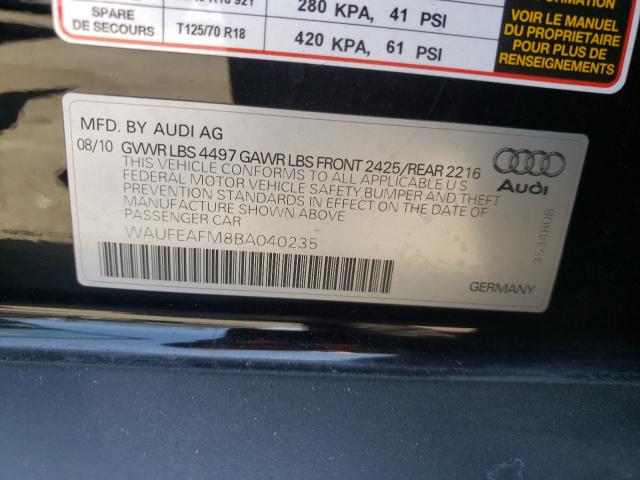 280 KPA, 41 PSI
SPARE
DE SECOURS
T125/70 R18
420 KPA, 61 PSI
VOIR LE MANUEL
DU PROPRIETAIRE
POUR PLUS DE
RENSEIGNEMENTS
MFD. BY AUDI AG
08/10 GVWR LBS 4497 GAWR LBS FRONT 2425/REAR 2216
THIS VEHICLE CONFORMS TO ALL APPLICABLE U S
FEDERAL MOTOR VEHICLE SAFETY, BUMPER AND THEFT
PREVENTION STANDARDS IN EFFECT ON THE DATE OF
MANUFACTURE SHOWN ABOVE
PASSENGER CAR
WAUFEAFM8BA040235
Audi
3534808
GERMANY